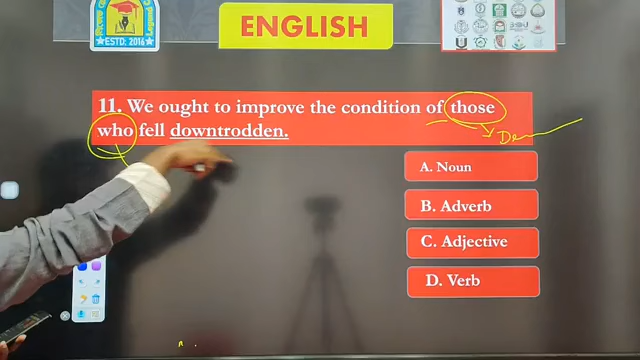 ESTD: 2016
ENGLISH
11. We ought to improve the condition of those
who fell downtrodden.
De
A. Noun
B. Adverb
C. Adjective
D. Verb